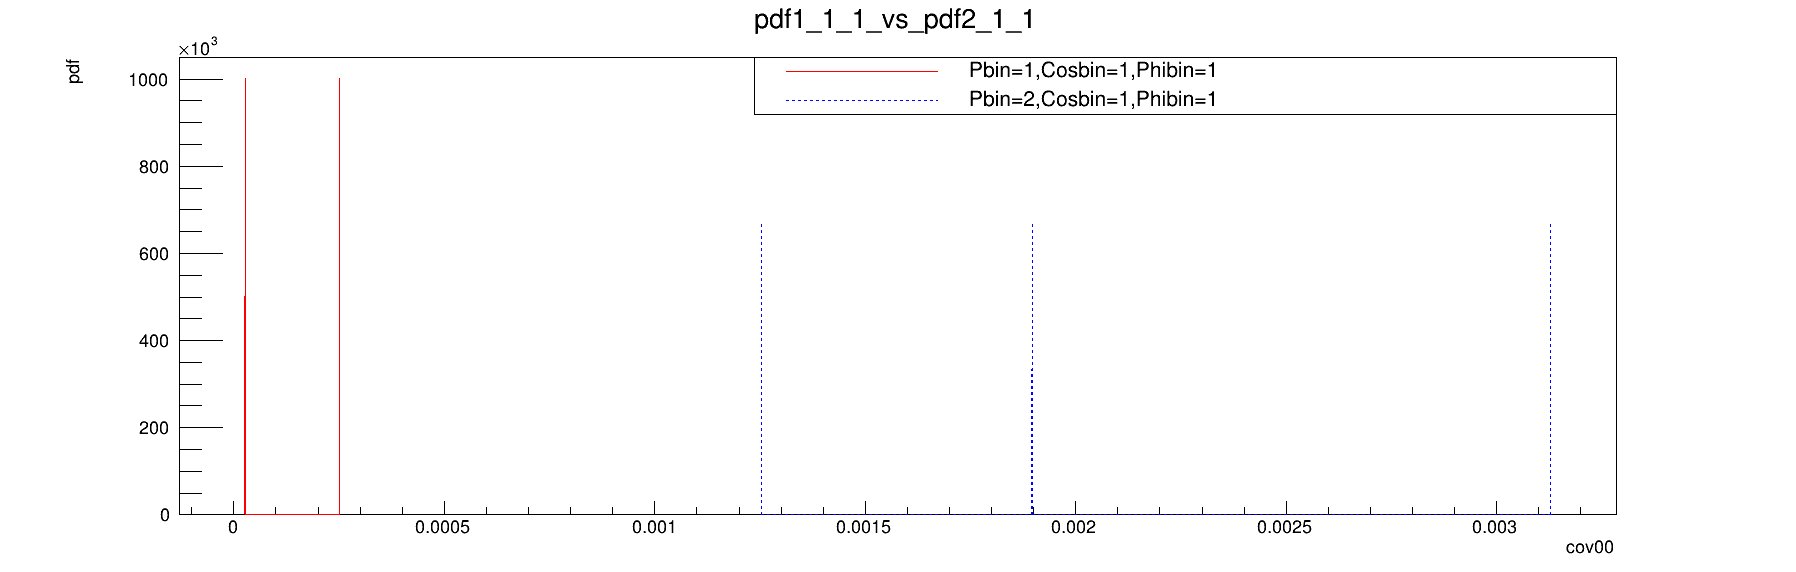 pdf1_1_1_vs_pdf2_1_1
×10³
pdf
Pbin=1,Cosbin=1,Phibin=1
Pbin=2,Cosbin=1,Phibin=1
1000
800
600
400
200
0
0 0.0005 0.001 0.0015 0.002 0.0025 0.003
cov00